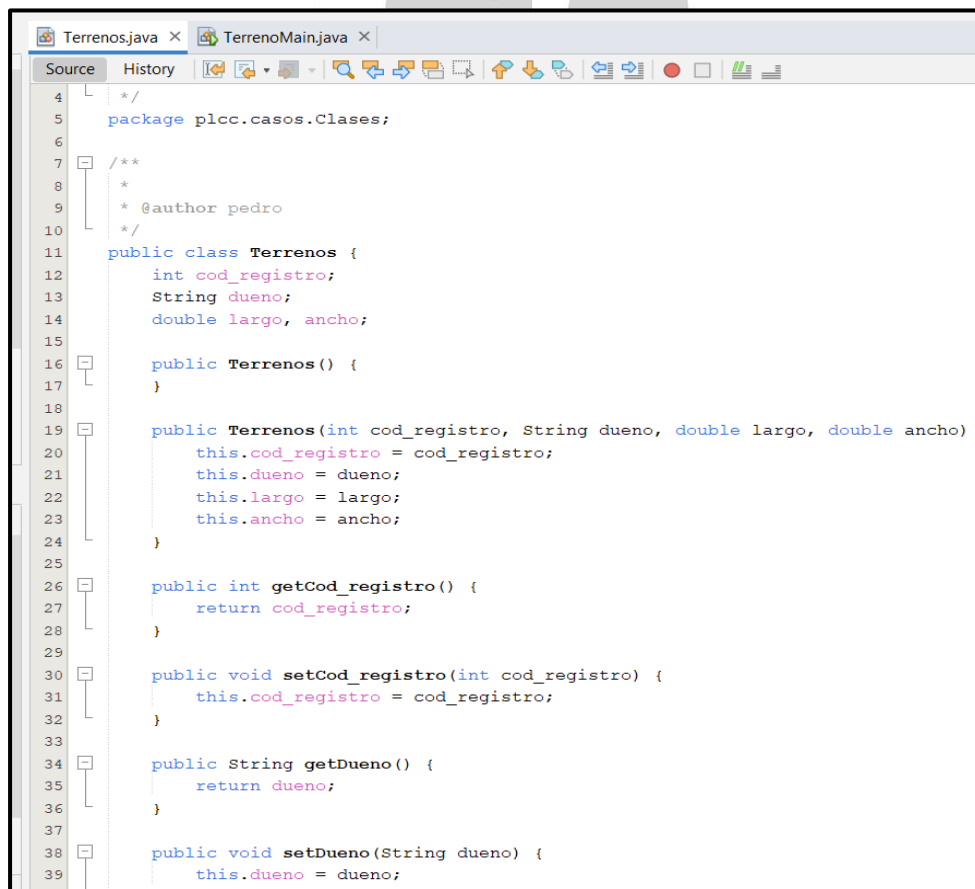 Terrenos.java × TerrenoMain.java ×
Source History
4 */
5 package plcc.casos.Clases;
6
7 /**
8 *
9 * @author pedro
10 */
11 public class Terrenos {
12 int cod_registro;
13 String dueno;
14 double largo, ancho;
15
16 public Terrenos() {
17 }
18
19 public Terrenos(int cod_registro, String dueno, double largo, double ancho)
20 this.cod_registro = cod_registro;
21 this.dueno = dueno;
22 this.largo = largo;
23 this.ancho = ancho;
24 }
25
26 public int getCod_registro() {
27 return cod_registro;
28 }
29
30 public void setCod_registro(int cod_registro) {
31 this.cod_registro = cod_registro;
32 }
33
34 public String getDueno() {
35 return dueno;
36 }
37
38 public void setDueno(String dueno) {
39 this.dueno = dueno;